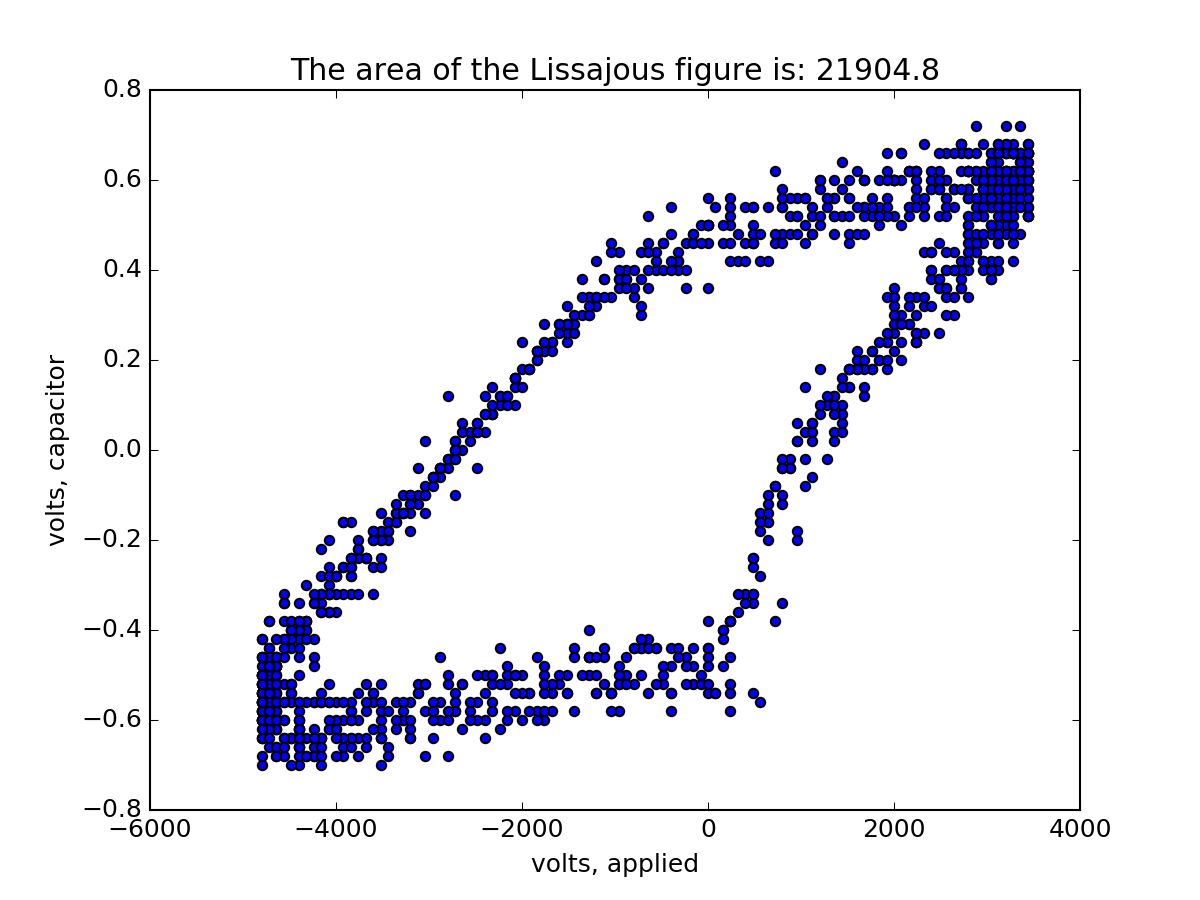 The area of the Lissajous figure is: 21904.8
0.8
0.6
0.4
0.2
0.0
−0.2
−0.4
−0.6
−0.8
volts, capacitor
−6000 −4000 −2000 0 2000 4000
volts, applied